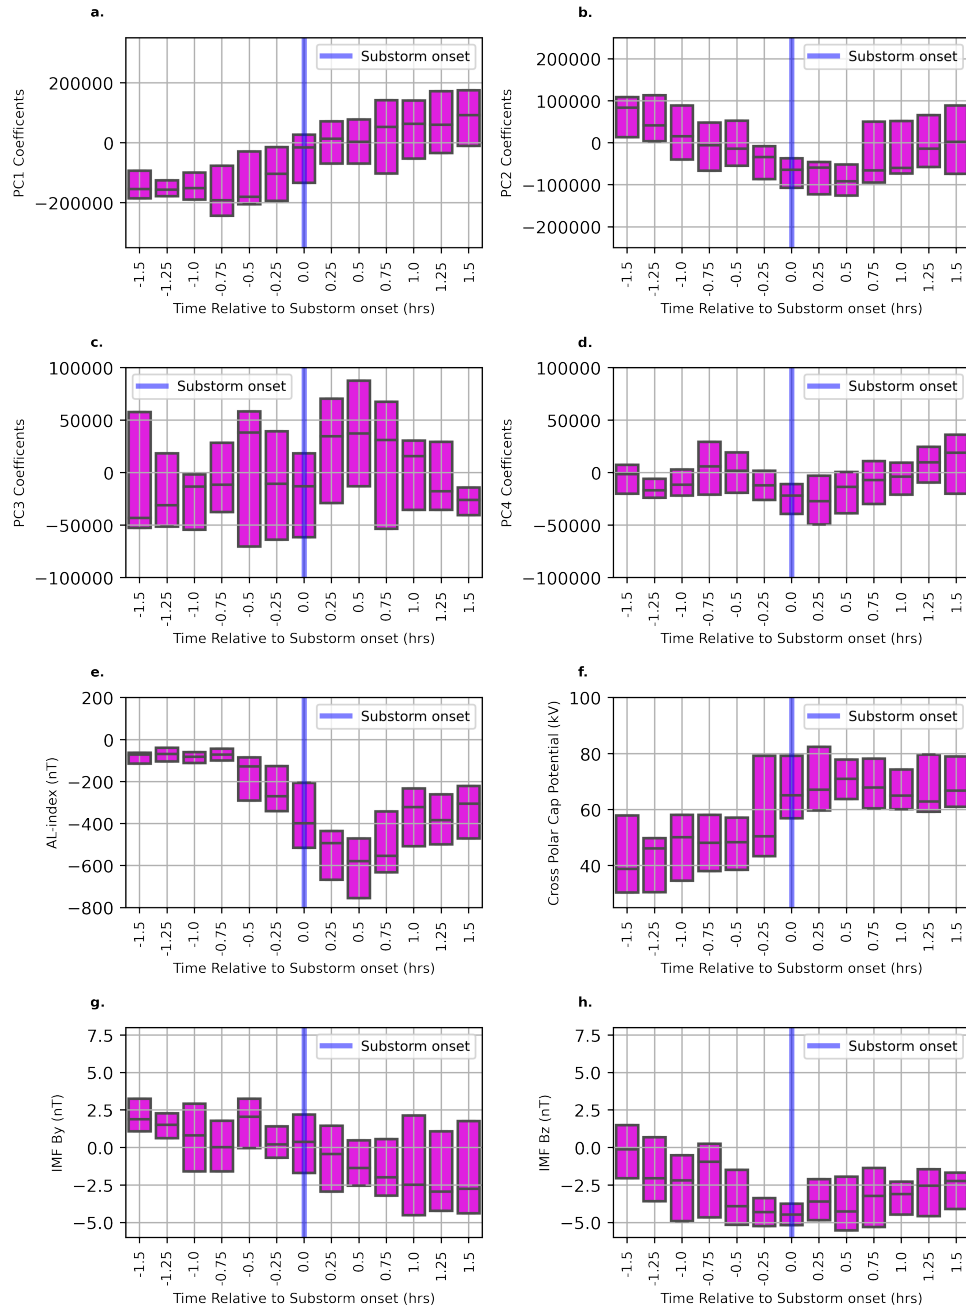 a.
PC1 Coefficents
200000
0
−200000
Substorm onset
-1.5 -1.25 -1.0 -0.75 -0.5 -0.25 0.0 0.25 0.5 0.75 1.0 1.25 1.5
Time Relative to Substorm onset (hrs)
b.
PC2 Coefficents
200000
100000
0
−100000
−200000
Substorm onset
-1.5 -1.25 -1.0 -0.75 -0.5 -0.25 0.0 0.25 0.5 0.75 1.0 1.25 1.5
Time Relative to Substorm onset (hrs)
c.
PC3 Coefficents
100000
50000
0
−50000
−100000
Substorm onset
-1.5 -1.25 -1.0 -0.75 -0.5 -0.25 0.0 0.25 0.5 0.75 1.0 1.25 1.5
Time Relative to Substorm onset (hrs)
d.
PC4 Coefficents
100000
50000
0
−50000
−100000
Substorm onset
-1.5 -1.25 -1.0 -0.75 -0.5 -0.25 0.0 0.25 0.5 0.75 1.0 1.25 1.5
Time Relative to Substorm onset (hrs)
e.
AL-index (nT)
200
0
−200
−400
−600
−800
Substorm onset
-1.5 -1.25 -1.0 -0.75 -0.5 -0.25 0.0 0.25 0.5 0.75 1.0 1.25 1.5
Time Relative to Substorm onset (hrs)
f.
Cross Polar Cap Potential (kV)
100
80
60
40
Substorm onset
-1.5 -1.25 -1.0 -0.75 -0.5 -0.25 0.0 0.25 0.5 0.75 1.0 1.25 1.5
Time Relative to Substorm onset (hrs)
g.
IMF By (nT)
7.5
5.0
2.5
0.0
−2.5
−5.0
Substorm onset
-1.5 -1.25 -1.0 -0.75 -0.5 -0.25 0.0 0.25 0.5 0.75 1.0 1.25 1.5
Time Relative to Substorm onset (hrs)
h.
IMF Bz (nT)
7.5
5.0
2.5
0.0
−2.5
−5.0
Substorm onset
-1.5 -1.25 -1.0 -0.75 -0.5 -0.25 0.0 0.25 0.5 0.75 1.0 1.25 1.5
Time Relative to Substorm onset (hrs)